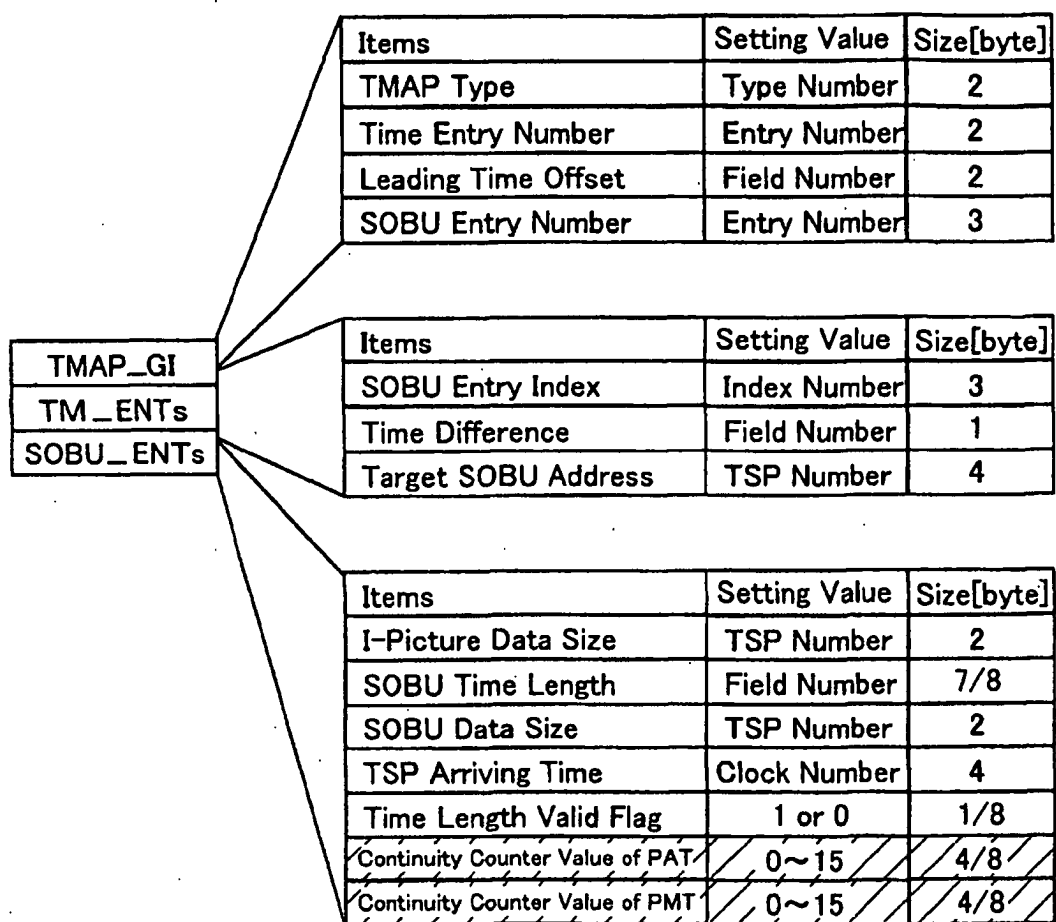 Items Setting Value Size[byte]
TMAP Type Type Number 2
Time Entry Number Entry Number 2
Leading Time Offset Field Number 2
SOBU Entry Number Entry Number 3
TMAP_GI
TM_ENTs
SOBU_ENTs
Items Setting Value Size[byte]
SOBU Entry Index Index Number 3
Time Difference Field Number 1
Target SOBU Address TSP Number 4
Items Setting Value Size[byte]
I-Picture Data Size TSP Number 2
SOBU Time Length Field Number 7/8
SOBU Data Size TSP Number 2
TSP Arriving Time Clock Number 4
Time Length Valid Flag 1 or 0 1/8
Continuity Counter Value of PAT 0~15 4/8
Continuity Counter Value of PMT 0~15 4/8